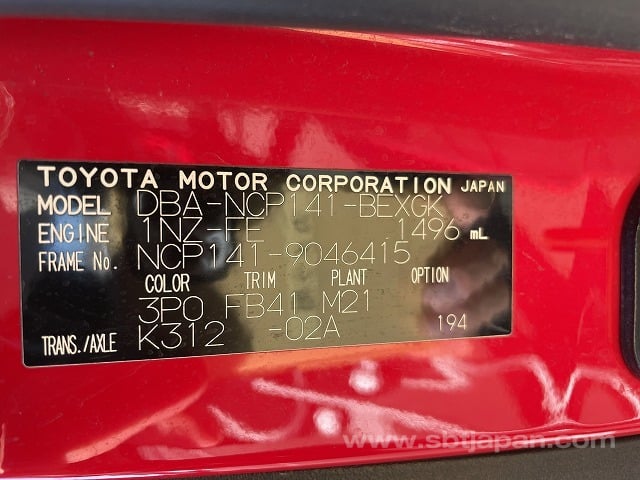 TOYOTA MOTOR CORPORATION JAPAN
MODEL DBA-NCP141-BEXGK
ENGINE 1NZ-FE 1496 mL
FRAME No. NCP141-9046415
COLOR TRIM PLANT OPTION
3P0 FB41 M21
TRANS./AXLE K312 -02A 194
www.sbtjapan.com